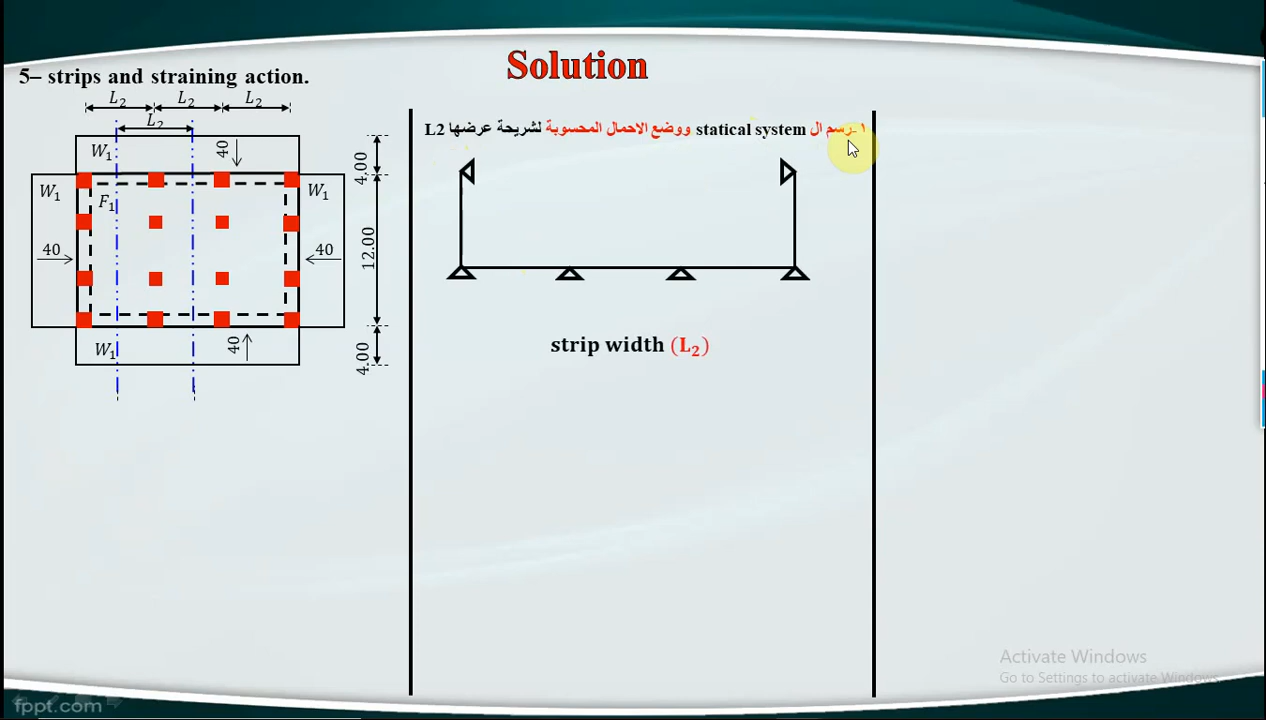 Solution
5– strips and straining action.
L₂ L₂ L₂
L₂
W₁ 40 4.00
W₁ F₁ W₁
40 12.00 40
W₁ 40 4.00
١-رسم ال statical system ووضع الاحمال المحسوبة لشريحة عرضها L2
strip width (L₂)
Activate Windows
Go to Settings to activate Windows.
fppt.com